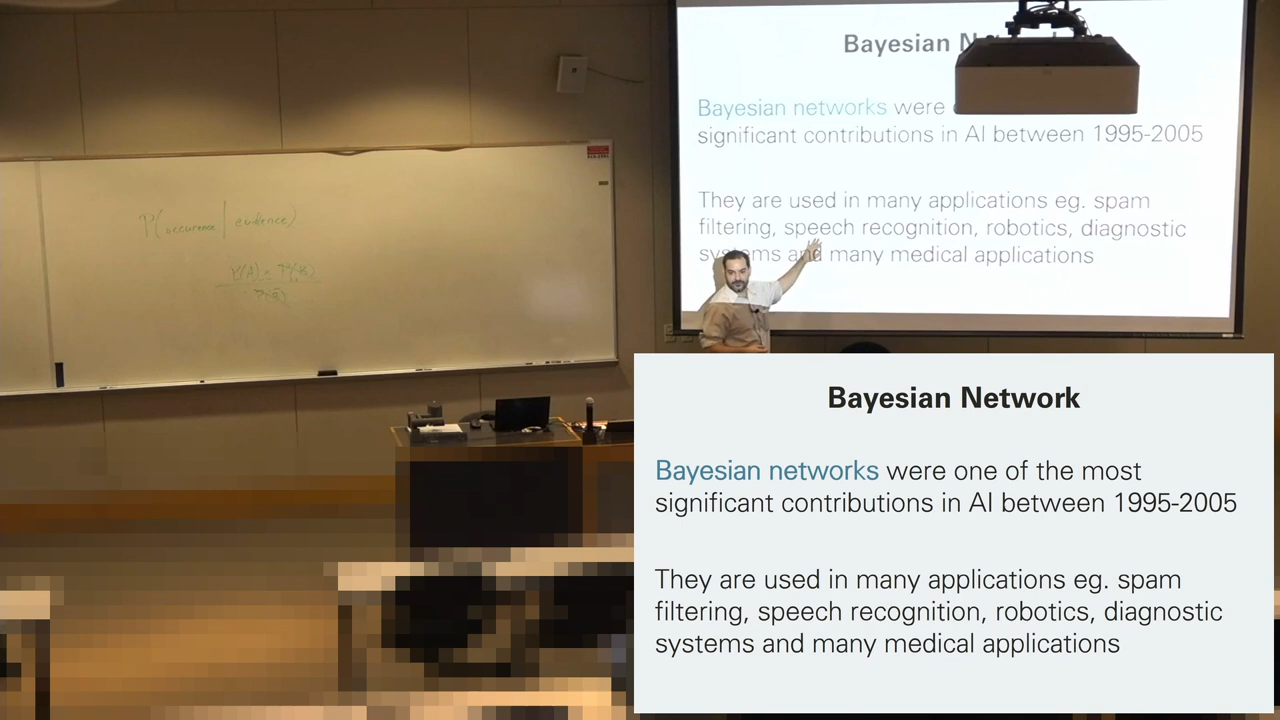 P(occurence | evidence)
P(A) x
Bayesian N
Bayesian networks were
significant contributions in AI between 1995-2005
They are used in many applications eg. spam
filtering, speech recognition, robotics, diagnostic
systems and many medical applications
Bayesian Network
Bayesian networks were one of the most
significant contributions in AI between 1995-2005
They are used in many applications eg. spam
filtering, speech recognition, robotics, diagnostic
systems and many medical applications